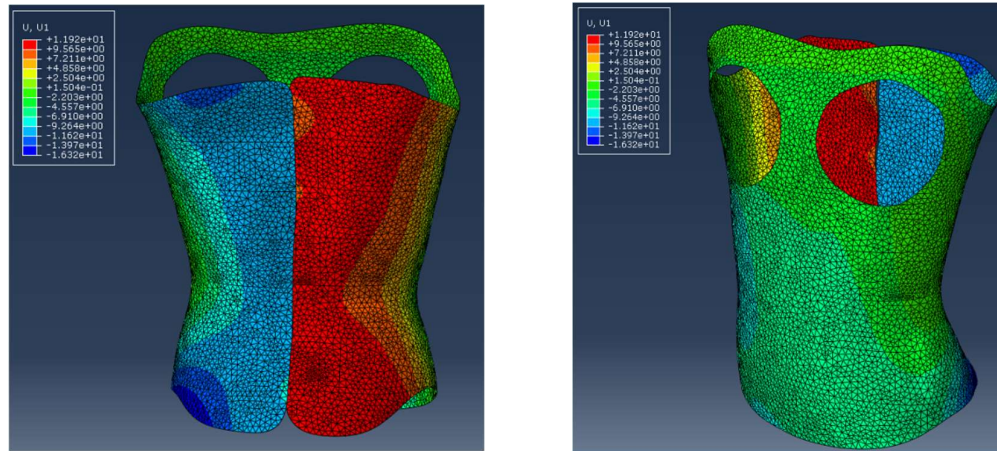 U, U1
+1.192e+01
+9.565e+00
+7.211e+00
+4.858e+00
+2.504e+00
+1.504e-01
-2.203e+00
-4.557e+00
-6.910e+00
-9.264e+00
-1.162e+01
-1.397e+01
-1.632e+01
U, U1
+1.192e+01
+9.565e+00
+7.211e+00
+4.858e+00
+2.504e+00
+1.504e-01
-2.203e+00
-4.557e+00
-6.910e+00
-9.264e+00
-1.162e+01
-1.397e+01
-1.632e+01